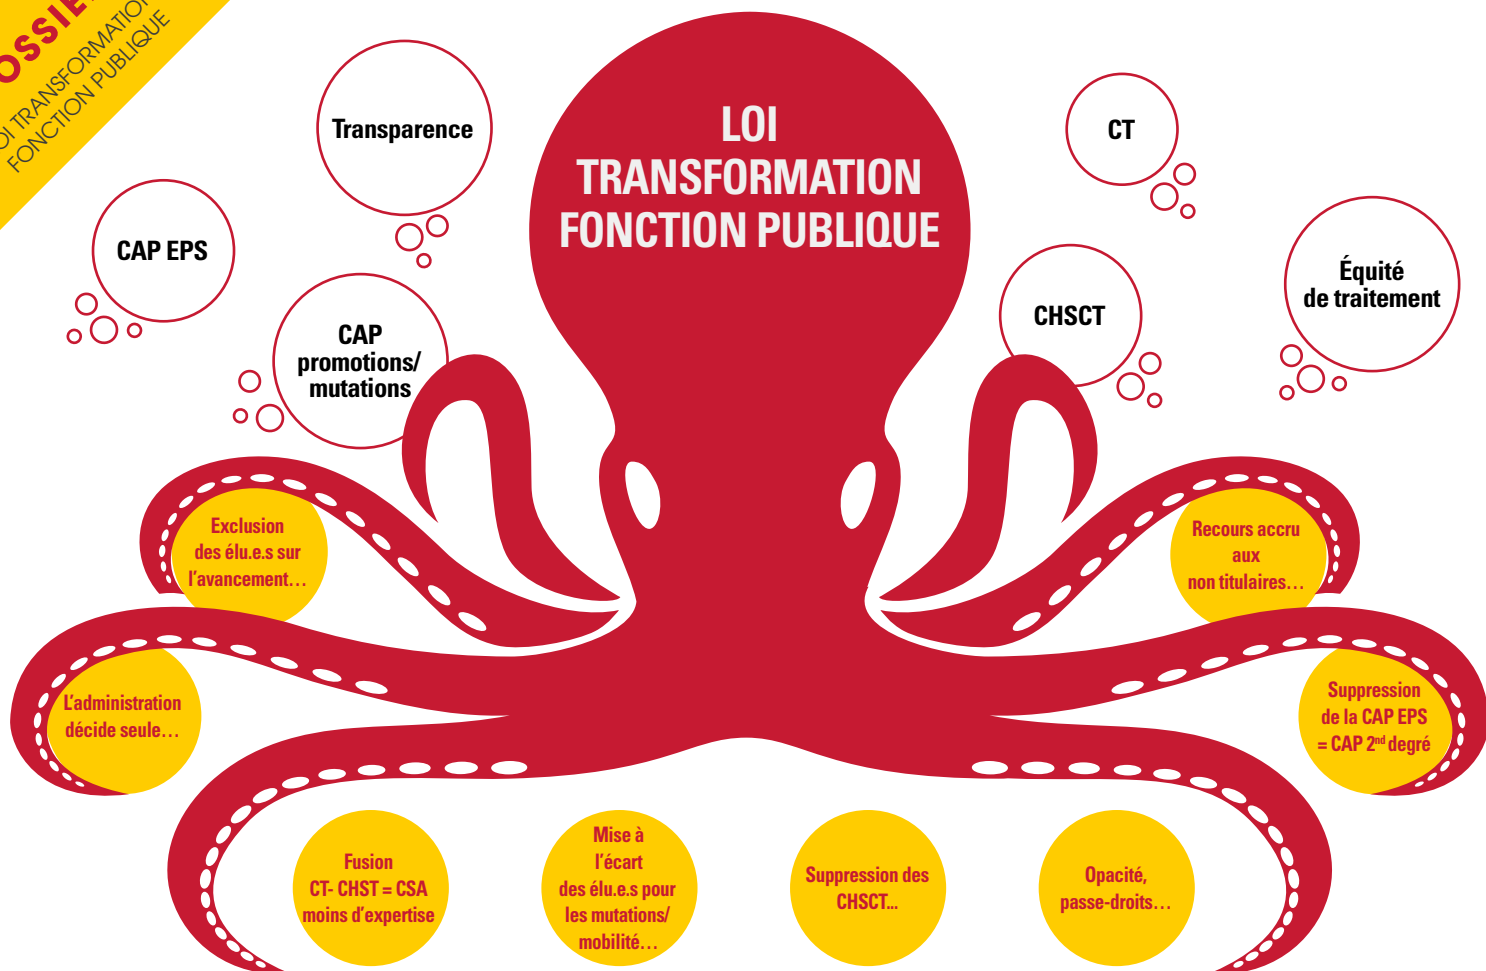 LOI TRANSFORMATION
FONCTION PUBLIQUE
Transparence
CAP EPS
CAP
promotions/
mutations
LOI
TRANSFORMATION
FONCTION PUBLIQUE
CT
CHSCT
Équité
de traitement
Exclusion
des élu.e.s sur
l'avancement…
Recours accru
aux
non titulaires…
L'administration
décide seule…
Suppression
de la CAP EPS
= CAP 2nd degré
Fusion
CT- CHST = CSA
moins d'expertise
Mise à
l'écart
des élu.e.s pour
les mutations/
mobilité…
Suppression des
CHSCT...
Opacité,
passe-droits…